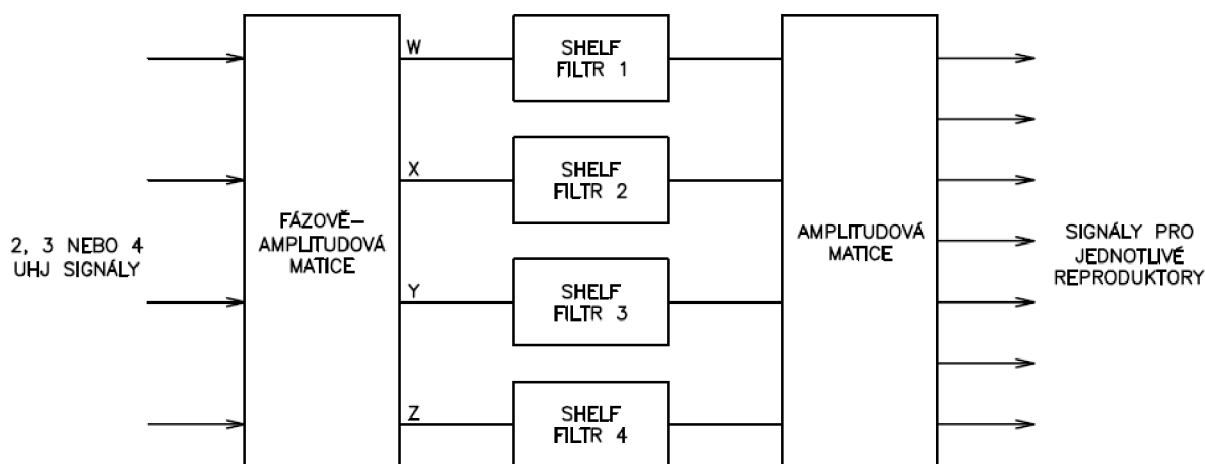 2, 3 NEBO 4
UHJ SIGNÁLY
FÁZOVĚ–
AMPLITUDOVÁ
MATICE
W
X
Y
Z
SHELF
FILTR 1
SHELF
FILTR 2
SHELF
FILTR 3
SHELF
FILTR 4
AMPLITUDOVÁ
MATICE
SIGNÁLY PRO
JEDNOTLIVÉ
REPRODUKTORY